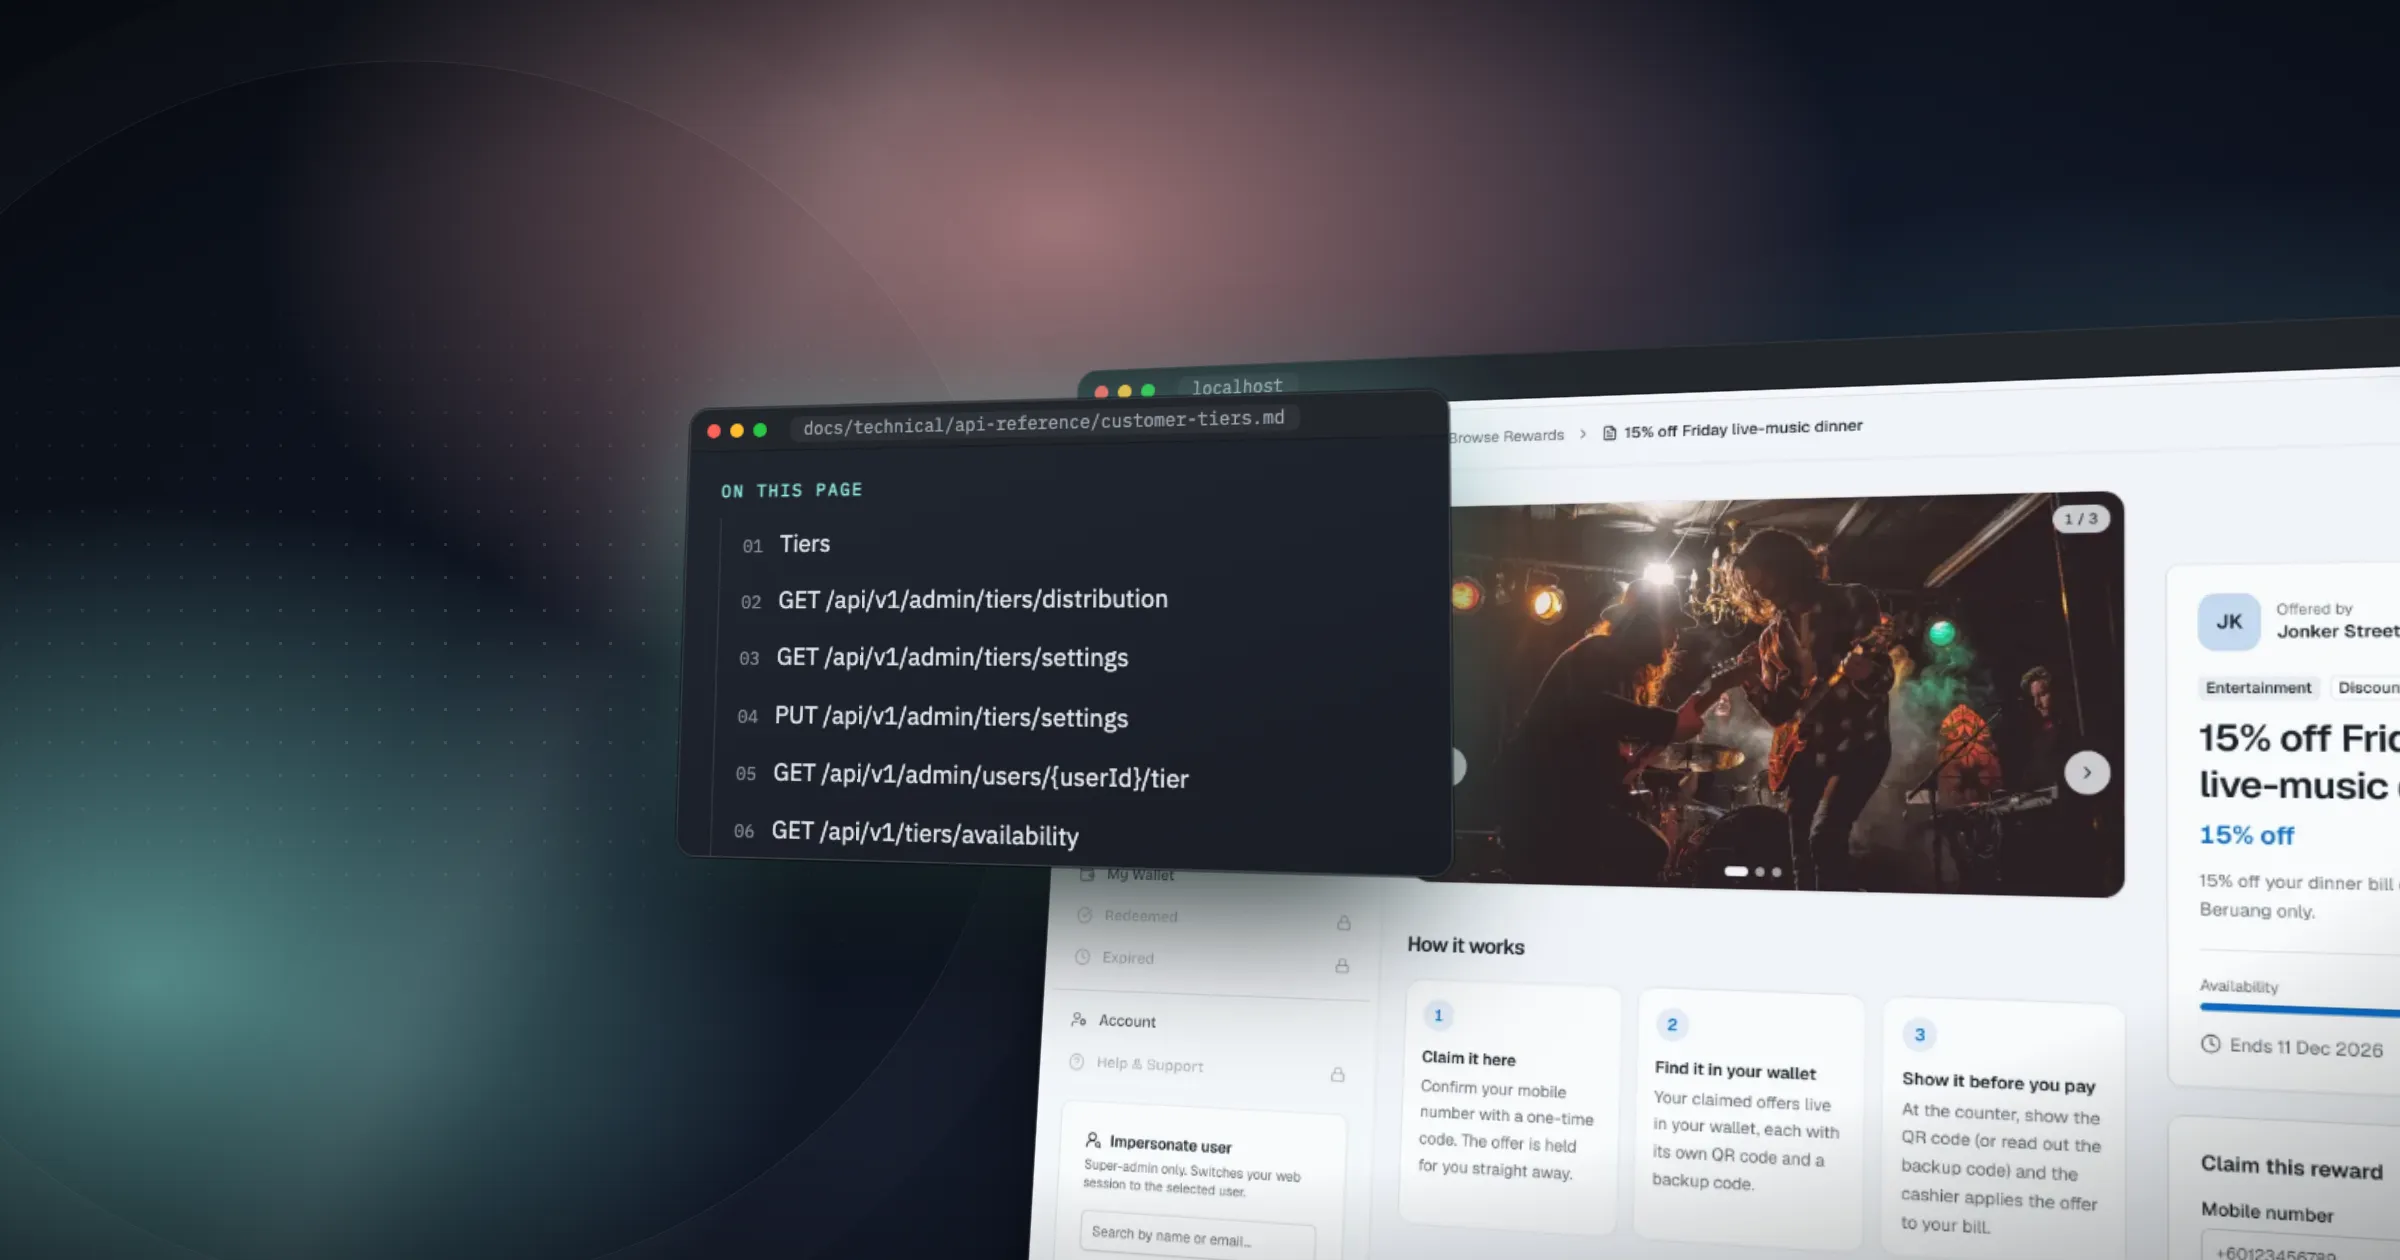 localhost
docs/technical/api-reference/customer-tiers.md
ON THIS PAGE
01 Tiers
02 GET /api/v1/admin/tiers/distribution
03 GET /api/v1/admin/tiers/settings
04 PUT /api/v1/admin/tiers/settings
05 GET /api/v1/admin/users/{userId}/tier
06 GET /api/v1/tiers/availability
Browse Rewards > 15% off Friday live-music dinner
1 / 3
My Wallet
Redeemed
Expired
Account
Help & Support
Impersonate user
Super-admin only. Switches your web
session to the selected user.
Search by name or email...
How it works
1
Claim it here
Confirm your mobile
number with a one-time
code. The offer is held
for you straight away.
2
Find it in your wallet
Your claimed offers live
in your wallet, each with
its own QR code and a
backup code.
3
Show it before you pay
At the counter, show the
QR code (or read out the
backup code) and the
cashier applies the offer
to your bill.
JK
Offered by
Jonker Street
Entertainment
15% off
live-music
15% off
15% off your dinner bill
Beruang only.
Availability
Ends 11 Dec 2026
Claim this reward
Mobile number
+60123456789